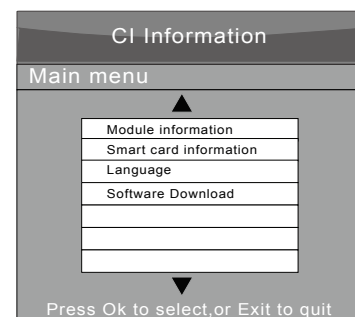 CI Information
Main menu
Module information
Smart card information
Language
Software Download
Press Ok to select,or Exit to quit